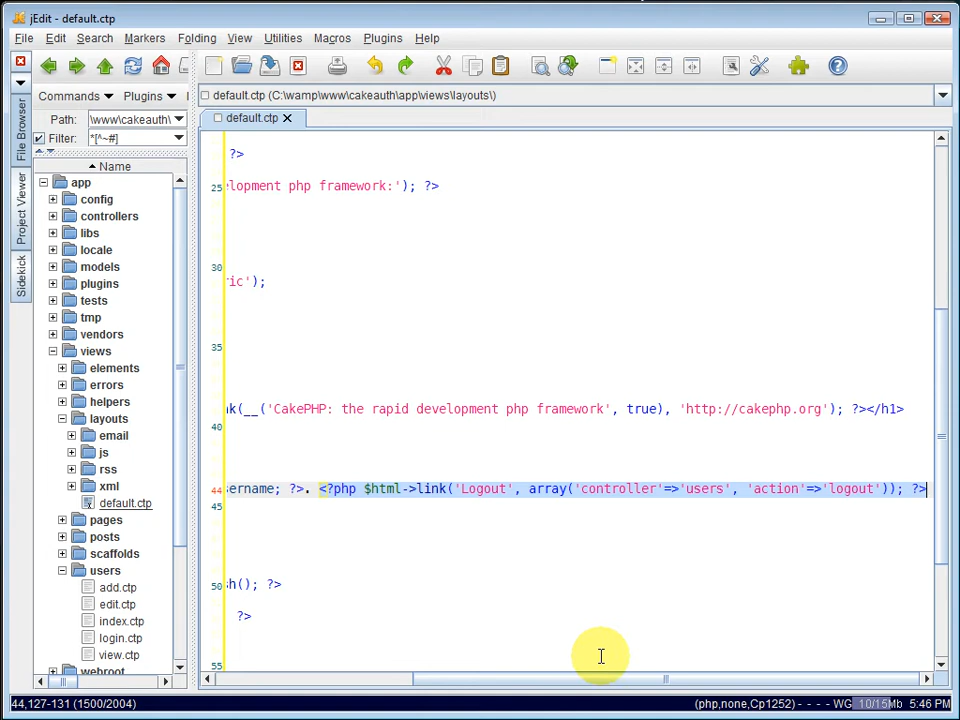 jEdit - default.ctp
File Edit Search Markers Folding View Utilities Macros Plugins Help
Commands Plugins
default.ctp (C:\wamp\www\cakeauth\app\views\layouts\)
Path: \www\cakeauth\
default.ctp
Filter: *[^~#]
File Browser
Project Viewer
Sidekick
Name
app
config
controllers
libs
locale
models
plugins
tests
tmp
vendors
views
elements
errors
helpers
layouts
email
js
rss
xml
default.ctp
pages
posts
scaffolds
users
add.ctp
edit.ctp
index.ctp
login.ctp
view.ctp
webroot
?>
25 elopment php framework:'); ?>
30
ric');
35
nk(__('CakePHP: the rapid development php framework', true), 'http://cakephp.org'); ?></h1>
40
44 sername; ?>. <?php $html->link('Logout', array('controller'=>'users', 'action'=>'logout')); ?>
45
50 sh(); ?>
?>
55
44,127-131 (1500/2004) (php,none,Cp1252) - - - - WG 10/15Mb 5:46 PM